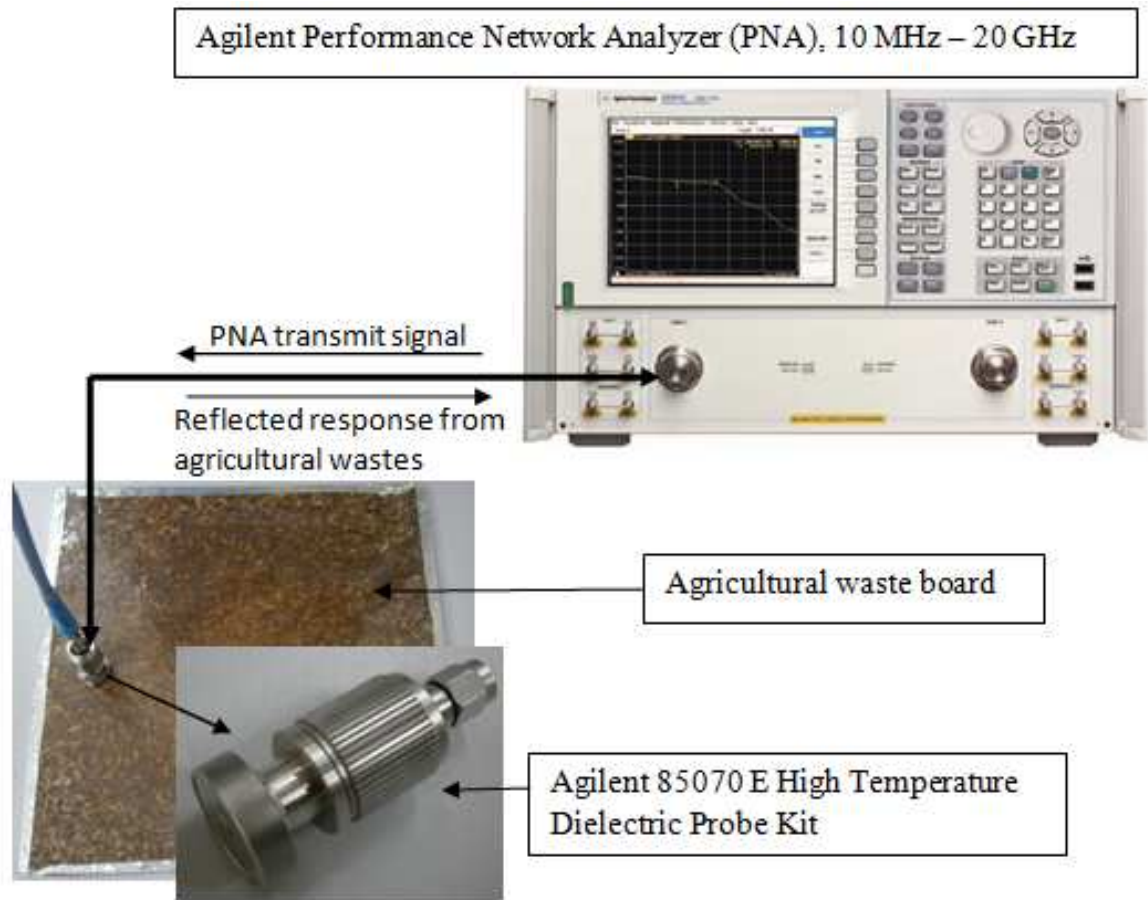 Agilent Performance Network Analyzer (PNA), 10 MHz – 20 GHz
PNA transmit signal
Reflected response from
agricultural wastes
Agricultural waste board
Agilent 85070 E High Temperature
Dielectric Probe Kit